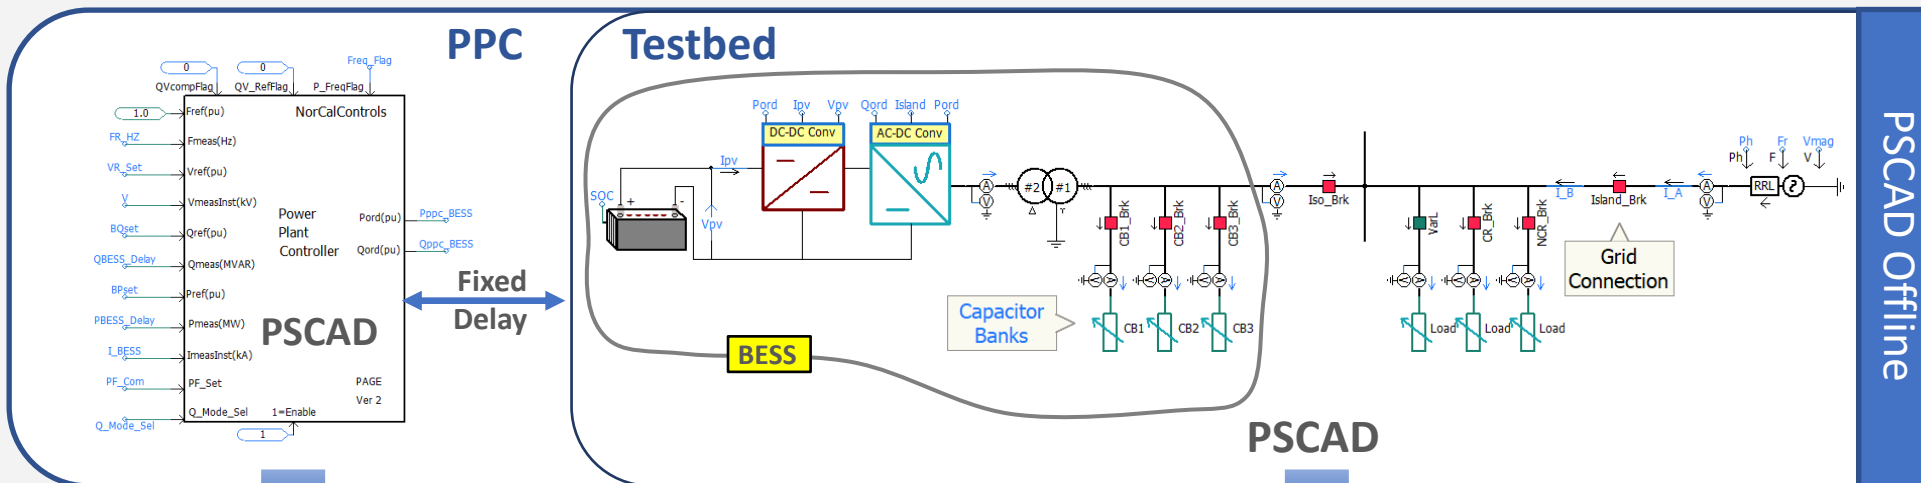 PPC
Testbed
PSCAD Offline
0
0
Freq_Flag
QVcompFlag
QV_RefFlag
P_FreqFlag
1.0
Fref(pu)
NorCalControls
FR_HZ
Fmeas(Hz)
VR_Set
Vref(pu)
V
VmeasInst(kV)
BQset
Qref(pu)
QBESS_Delay
Qmeas(MVAR)
BPset
Pref(pu)
PBESS_Delay
Pmeas(MW)
I_BESS
ImeasInst(kA)
PF_Com
PF_Set
Q_Mode_Sel
Q_Mode_Sel
1=Enable
1
Power
Plant
Controller
Pord(pu)
Pppc_BESS
Qord(pu)
Qppc_BESS
PSCAD
PAGE
Ver 2
Fixed
Delay
Pord Ipv Vpv
DC-DC Conv
Qord Island Pord
AC-DC Conv
Ipv
SOC
+
-
Vpv
A
V
#2
#1
CB1_Brk
CB2_Brk
CB3_Brk
A
V
Iso_Brk
V A
V A
V A
CB1
CB2
CB3
Capacitor
Banks
BESS
VarL
CR_Brk
NCR_Brk
V A
V A
V A
Load
Load
Load
I_B
Island_Brk
I_A
Grid
Connection
A
V
Ph
Fr
Vmag
Ph
F
V
RRL
PSCAD